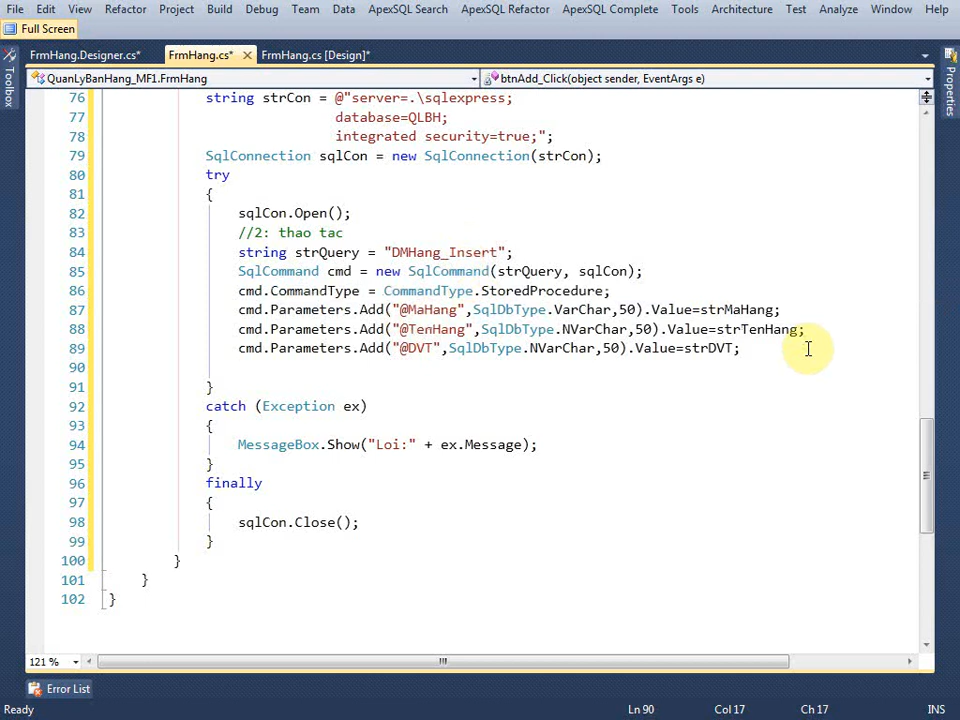 File Edit View Refactor Project Build Debug Team Data ApexSQL Search ApexSQL Refactor ApexSQL Complete Tools Architecture Test Analyze Window Help
Full Screen
Toolbox
FrmHang.Designer.cs* FrmHang.cs* FrmHang.cs [Design]*
Properties
QuanLyBanHang_MF1.FrmHang btnAdd_Click(object sender, EventArgs e)
76 string strCon = @"server=.\sqlexpress;
77 database=QLBH;
78 integrated security=true;";
79 SqlConnection sqlCon = new SqlConnection(strCon);
80 try
81 {
82 sqlCon.Open();
83 //2: thao tac
84 string strQuery = "DMHang_Insert";
85 SqlCommand cmd = new SqlCommand(strQuery, sqlCon);
86 cmd.CommandType = CommandType.StoredProcedure;
87 cmd.Parameters.Add("@MaHang",SqlDbType.VarChar,50).Value=strMaHang;
88 cmd.Parameters.Add("@TenHang",SqlDbType.NVarChar,50).Value=strTenHang;
89 cmd.Parameters.Add("@DVT",SqlDbType.NVarChar,50).Value=strDVT;
90
91 }
92 catch (Exception ex)
93 {
94 MessageBox.Show("Loi:" + ex.Message);
95 }
96 finally
97 {
98 sqlCon.Close();
99 }
100 }
101 }
102 }
121 %
Error List
Ready Ln 90 Col 17 Ch 17 INS